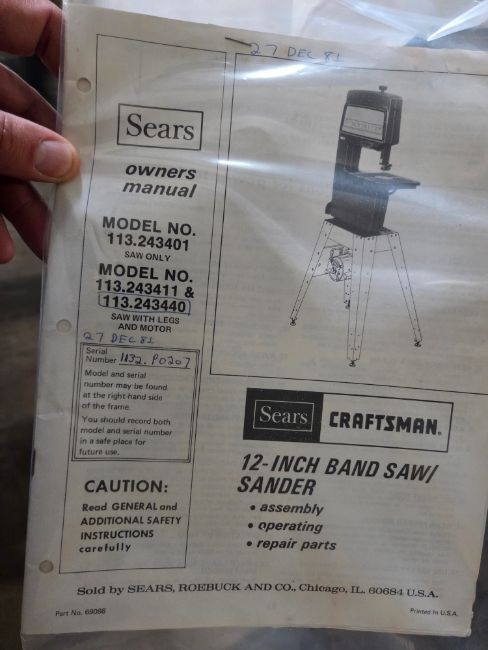 27 DEC 81
Sears
owners
manual
MODEL NO.
113.243401
SAW ONLY
MODEL NO.
113.243411 &
113.243440
SAW WITH LEGS
AND MOTOR
27 DEC 81
Serial
Number 1132.P0207
Model and serial
number may be found
at the right-hand side
of the frame.
You should record both
model and serial number
in a safe place for
future use.
CAUTION:
Read GENERAL and
ADDITIONAL SAFETY
INSTRUCTIONS
carefully
Sears CRAFTSMAN®
12-INCH BAND SAW/
SANDER
• assembly
• operating
• repair parts
Sold by SEARS, ROEBUCK AND CO., Chicago, IL. 60684 U.S.A.
Part No. 69086
Printed in U.S.A.